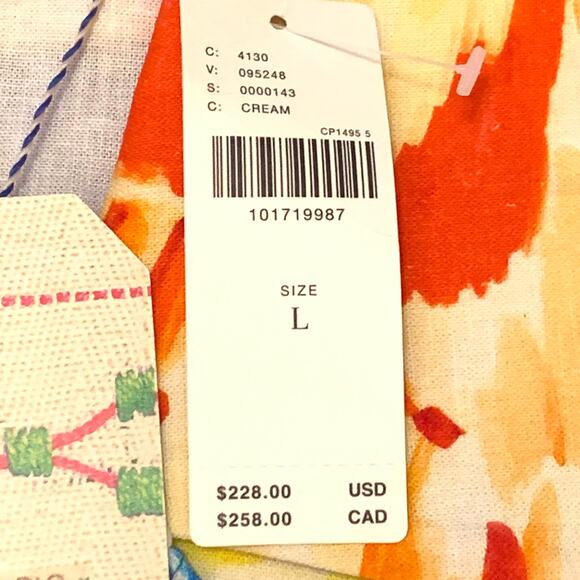 C: 4130
V: 095248
S: 0000143
C: CREAM
CP1495 5
101719987
SIZE
L
$228.00 USD
$258.00 CAD